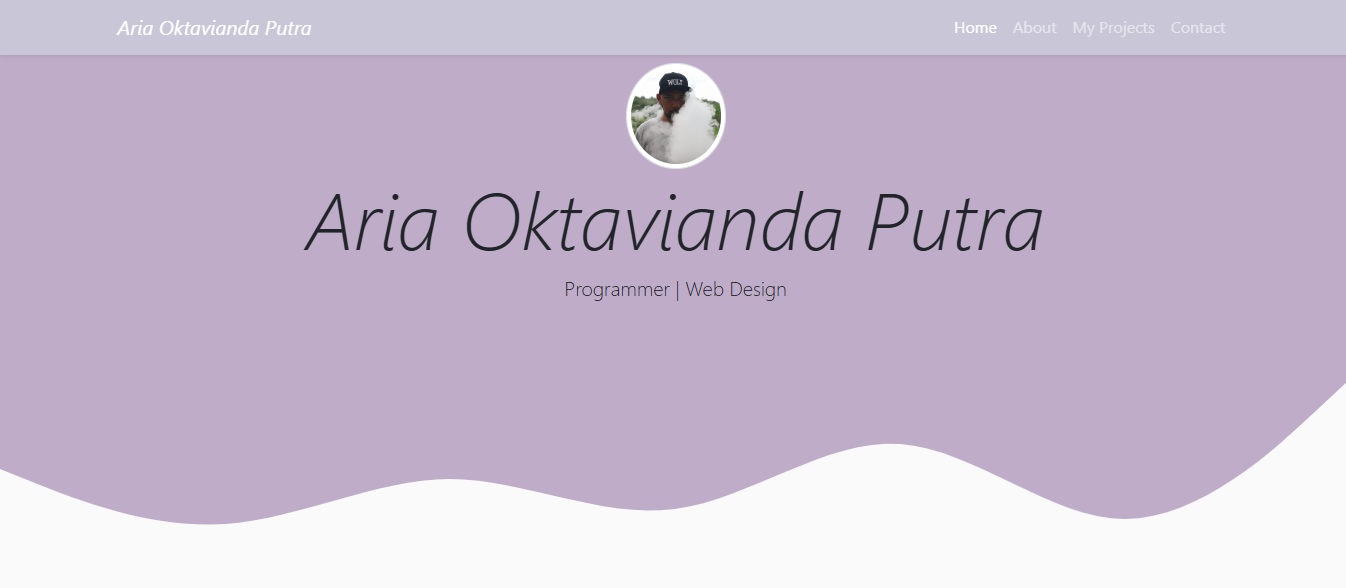 Aria Oktavianda Putra
Home About My Projects Contact
WOLF
Aria Oktavianda Putra
Programmer | Web Design